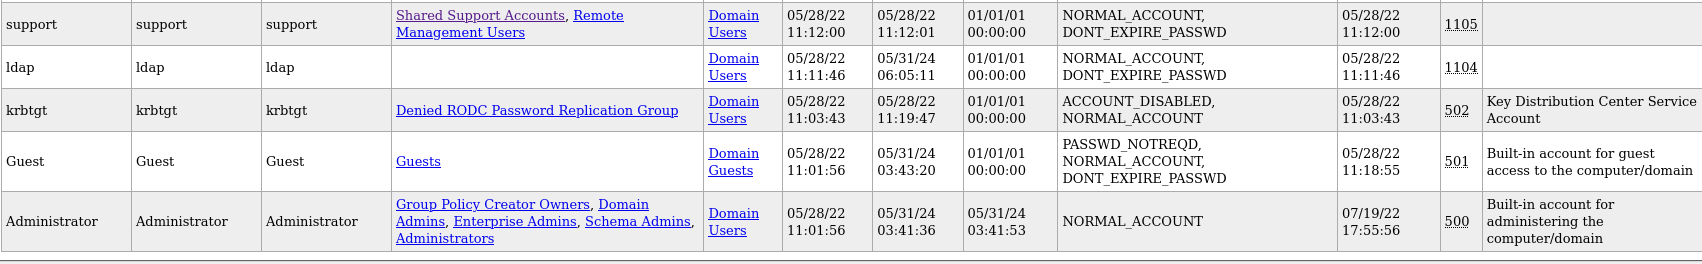 support support support Shared Support Accounts, Remote Management Users Domain Users 05/28/22 11:12:00 05/28/22 11:12:01 01/01/01 00:00:00 NORMAL_ACCOUNT, DONT_EXPIRE_PASSWD 05/28/22 11:12:00 1105
ldap ldap ldap Domain Users 05/28/22 11:11:46 05/31/24 06:05:11 01/01/01 00:00:00 NORMAL_ACCOUNT, DONT_EXPIRE_PASSWD 05/28/22 11:11:46 1104
krbtgt krbtgt krbtgt Denied RODC Password Replication Group Domain Users 05/28/22 11:03:43 05/28/22 11:19:47 01/01/01 00:00:00 ACCOUNT_DISABLED, NORMAL_ACCOUNT 05/28/22 11:03:43 502 Key Distribution Center Service Account
Guest Guest Guest Guests Domain Guests 05/28/22 11:01:56 05/31/24 03:43:20 01/01/01 00:00:00 PASSWD_NOTREQD, NORMAL_ACCOUNT, DONT_EXPIRE_PASSWD 05/28/22 11:18:55 501 Built-in account for guest access to the computer/domain
Administrator Administrator Administrator Group Policy Creator Owners, Domain Admins, Enterprise Admins, Schema Admins, Administrators Domain Users 05/28/22 11:01:56 05/31/24 03:41:36 05/31/24 03:41:53 NORMAL_ACCOUNT 07/19/22 17:55:56 500 Built-in account for administering the computer/domain